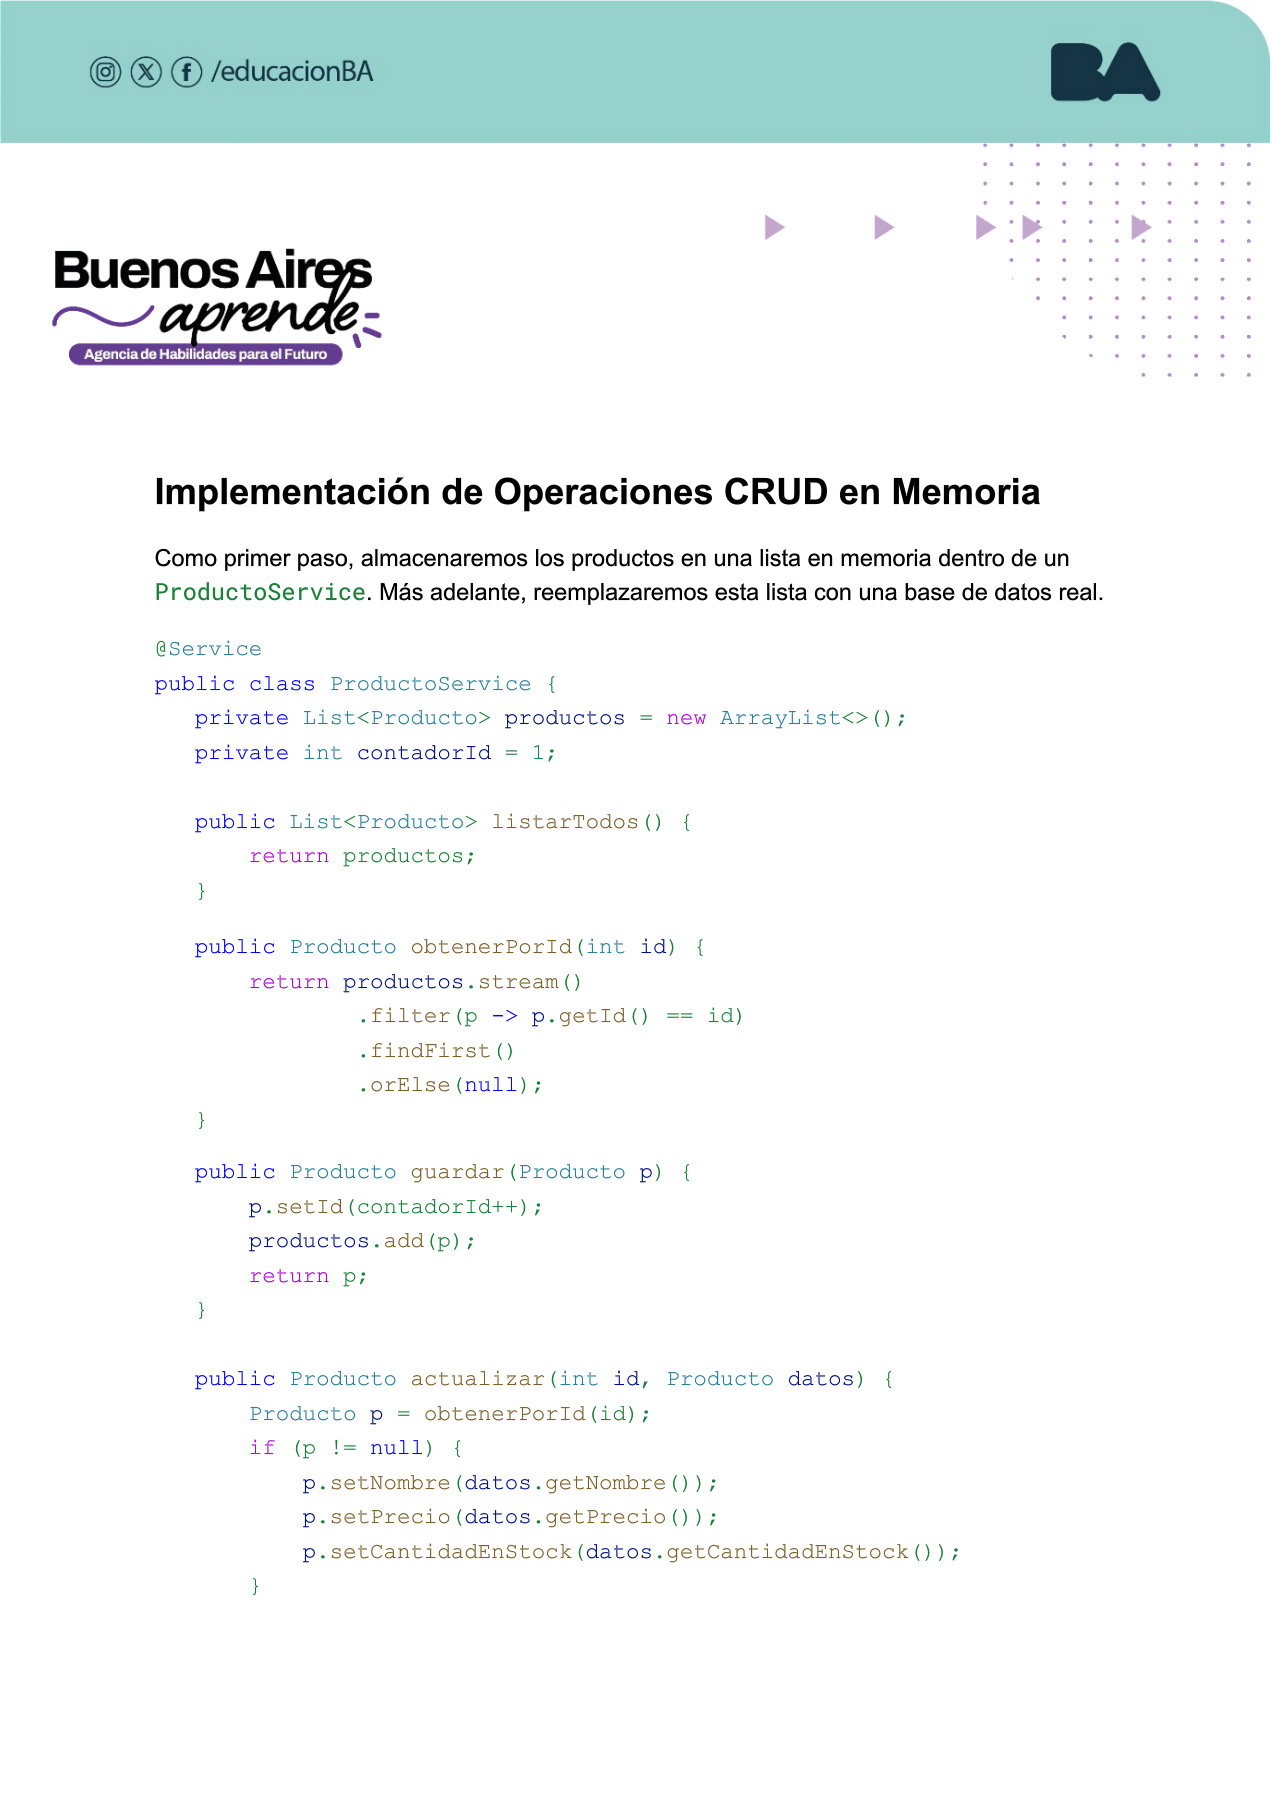 /educacionBA
BA
Buenos Aires
aprende
Agencia de Habilidades para el Futuro
Implementación de Operaciones CRUD en Memoria
Como primer paso, almacenaremos los productos en una lista en memoria dentro de un
ProductoService. Más adelante, reemplazaremos esta lista con una base de datos real.
@Service
public class ProductoService {
   private List<Producto> productos = new ArrayList<>();
   private int contadorId = 1;

   public List<Producto> listarTodos() {
       return productos;
   }

   public Producto obtenerPorId(int id) {
       return productos.stream()
               .filter(p -> p.getId() == id)
               .findFirst()
               .orElse(null);
   }

   public Producto guardar(Producto p) {
       p.setId(contadorId++);
       productos.add(p);
       return p;
   }

   public Producto actualizar(int id, Producto datos) {
       Producto p = obtenerPorId(id);
       if (p != null) {
           p.setNombre(datos.getNombre());
           p.setPrecio(datos.getPrecio());
           p.setCantidadEnStock(datos.getCantidadEnStock());
       }